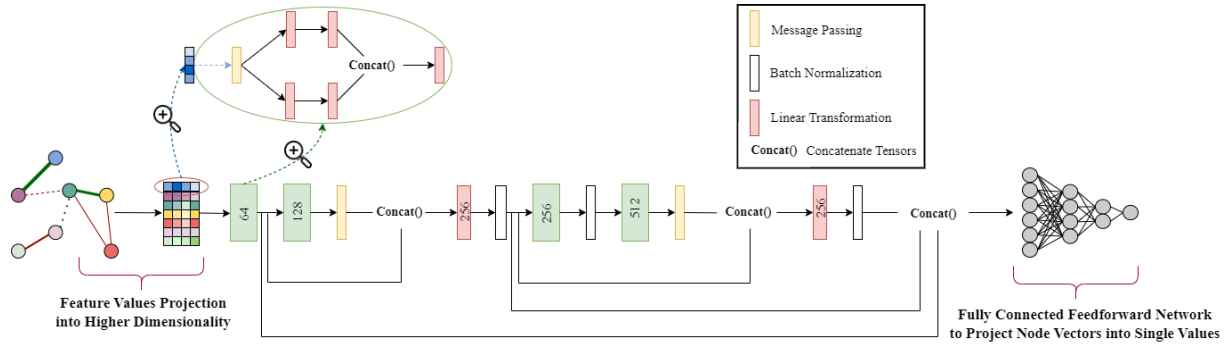 Concat()
Message Passing
Batch Normalization
Linear Transformation
Concat() Concatenate Tensors
64
128
Concat()
256
256
512
Concat()
256
Concat()
Feature Values Projection
into Higher Dimensionality
Fully Connected Feedforward Network
to Project Node Vectors into Single Values